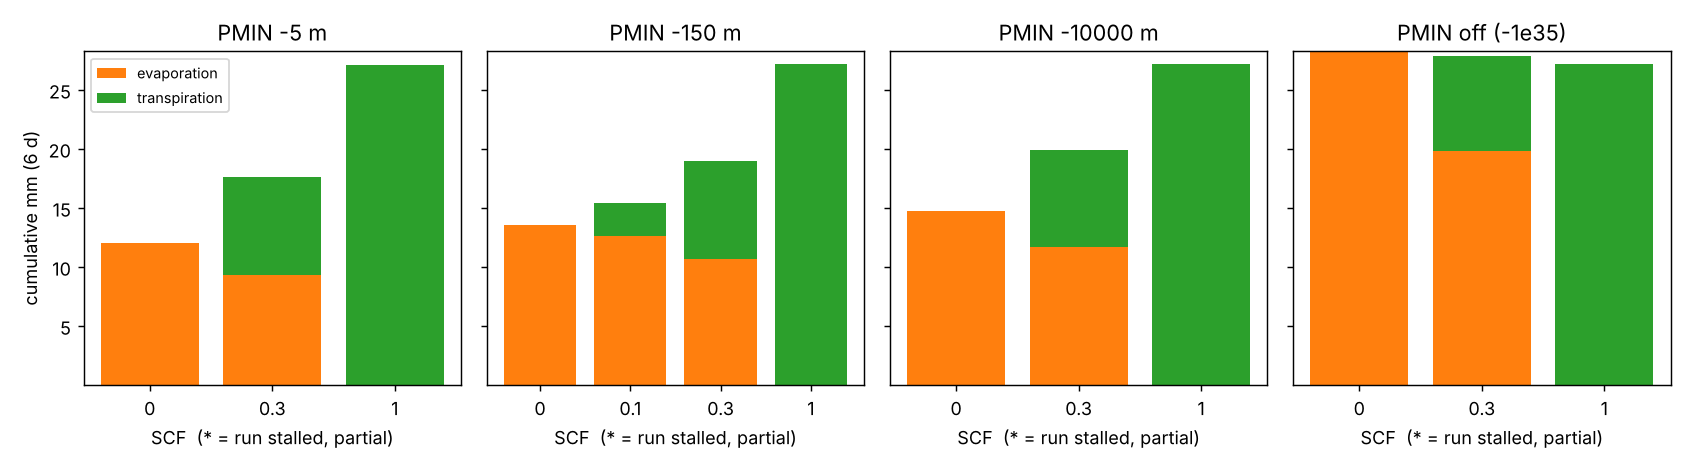 PMIN -5 m
PMIN -150 m
PMIN -10000 m
PMIN off (-1e35)
evaporation
transpiration
cumulative mm (6 d)
25
20
15
10
5
0
0.3
1
0
0.1
0.3
1
0
0.3
1
0
0.3
1
SCF (* = run stalled, partial)
SCF (* = run stalled, partial)
SCF (* = run stalled, partial)
SCF (* = run stalled, partial)